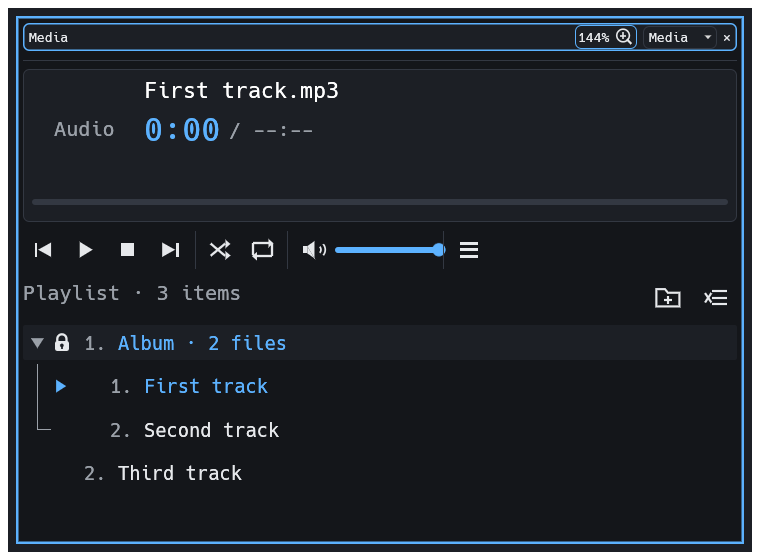 Media 144% Media ×
First track.mp3
Audio 0:00 / --:--
Playlist · 3 items
1. Album · 2 files
1. First track
2. Second track
2. Third track